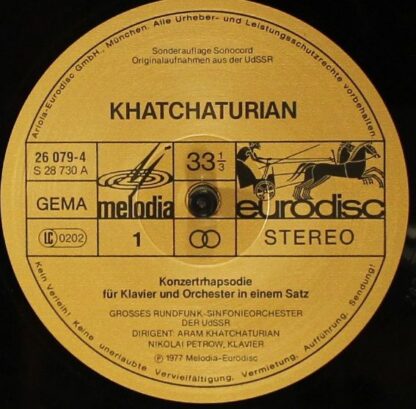 Ariola-Eurodisc GmbH., München. Alle Urheber- und Leistungsschutzrechte vorbehalten
Sonderauflage Sonocord
Originalaufnahmen aus der UdSSR
KHATCHATURIAN
26 079-4
S 28 730 A
33 1/3
GEMA
melodia
eurodisc
LC 0202
1
STEREO
Konzertrhapsodie
für Klavier und Orchester in einem Satz
GROSSES RUNDFUNK-SINFONIEORCHESTER
DER UdSSR
DIRIGENT: ARAM KHATCHATURIAN
NIKOLAI PETROW, KLAVIER
Ⓟ 1977 Melodia-Eurodisc
Kein Verleih! Keine unerlaubte Vervielfältigung, Vermietung, Aufführung, Sendung!